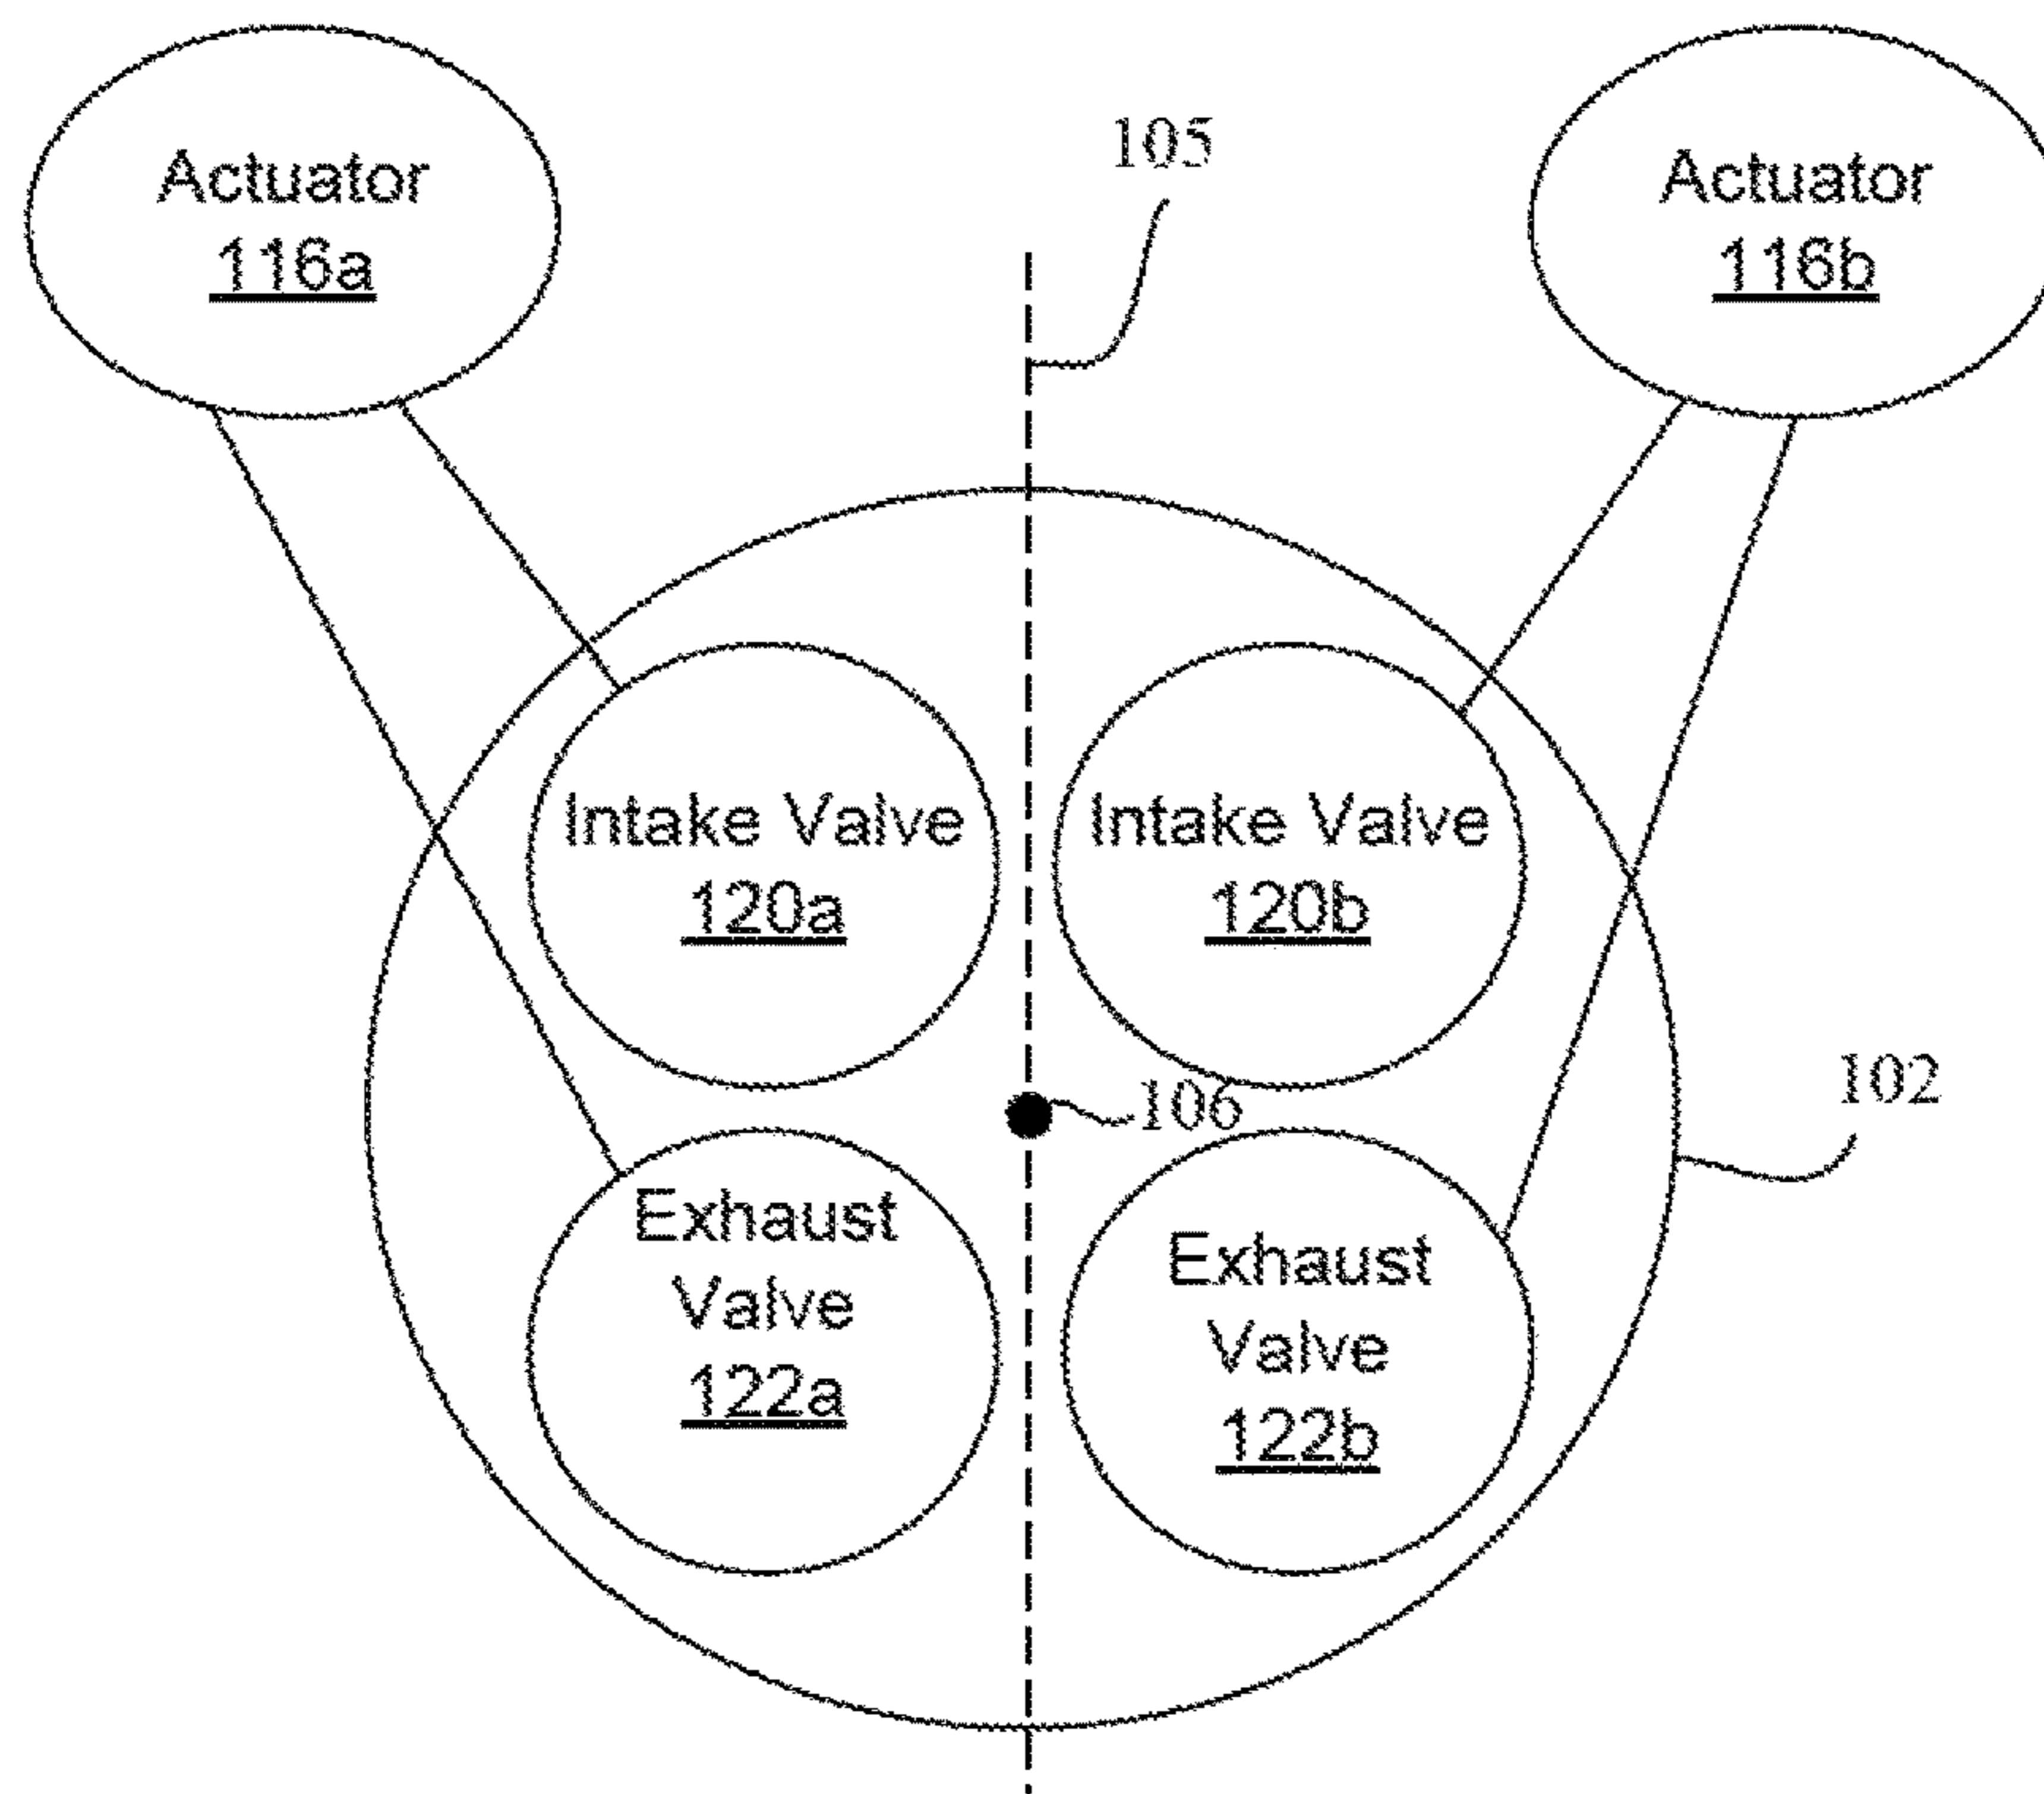 Actuator
116a
105
Actuator
116b
Intake Valve
120a
Intake Valve
120b
106
102
Exhaust
Valve
122a
Exhaust
Valve
122b